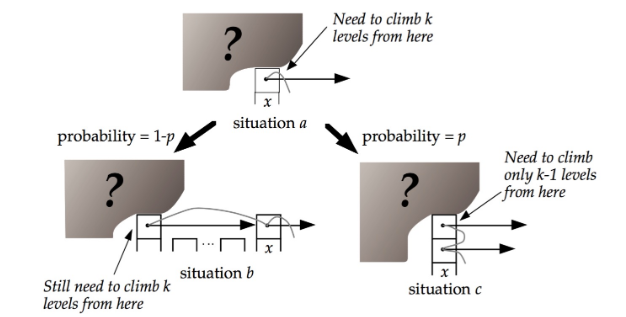 ?
Need to climb k
levels from here
x
situation a
probability = 1-p
probability = p
?
Still need to climb k
levels from here
...
x
situation b
?
Need to climb
only k-1 levels
from here
x
situation c